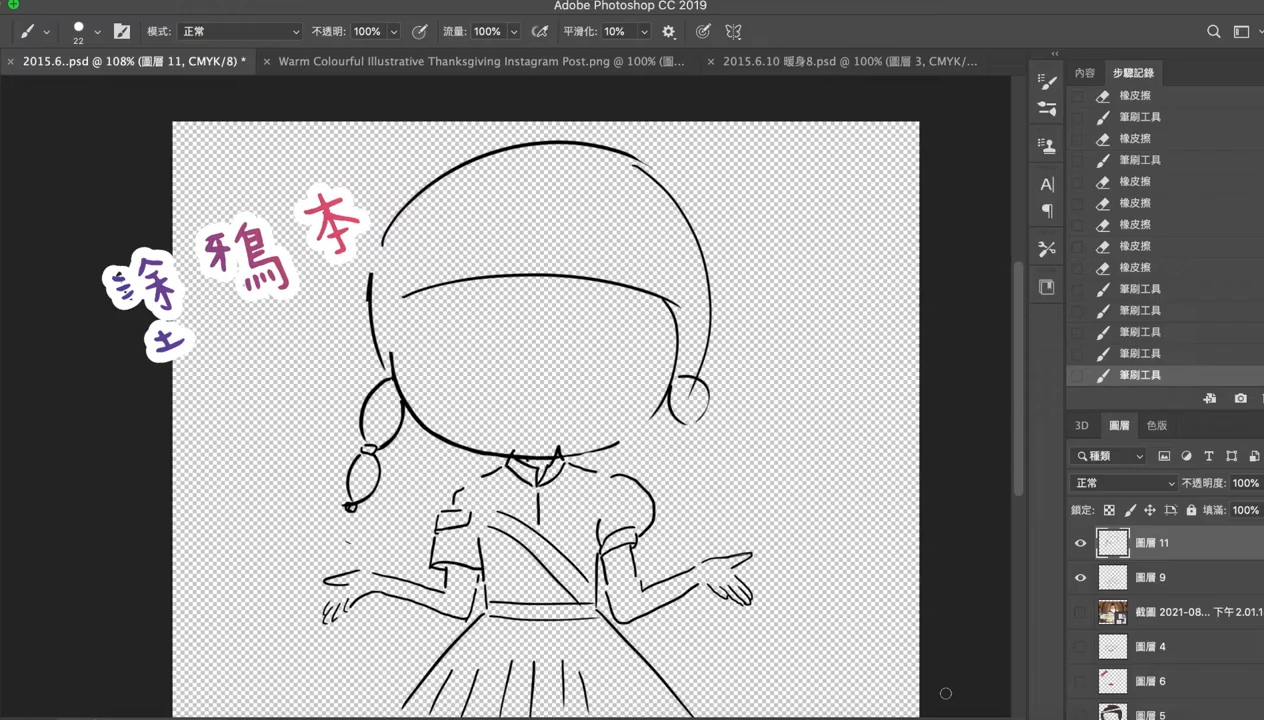 Adobe Photoshop CC 2019
22 模式: 正常 不透明: 100% 流量: 100% 平滑化: 10%
× 2015.6..psd @ 108% (圖層 11, CMYK/8) * × Warm Colourful Illustrative Thanksgiving Instagram Post.png @ 100% (圖... × 2015.6.10 暖身8.psd @ 100% (圖層 3, CMYK/...
內容 步驟記錄
橡皮擦
筆刷工具
橡皮擦
筆刷工具
橡皮擦
橡皮擦
橡皮擦
橡皮擦
橡皮擦
筆刷工具
筆刷工具
筆刷工具
筆刷工具
筆刷工具
塗鴉本
3D 圖層 色版
種類
正常 不透明度: 100%
鎖定: 填滿: 100%
圖層 11
圖層 9
截圖 2021-08... 下午2.01.1
圖層 4
圖層 6
圖層 5